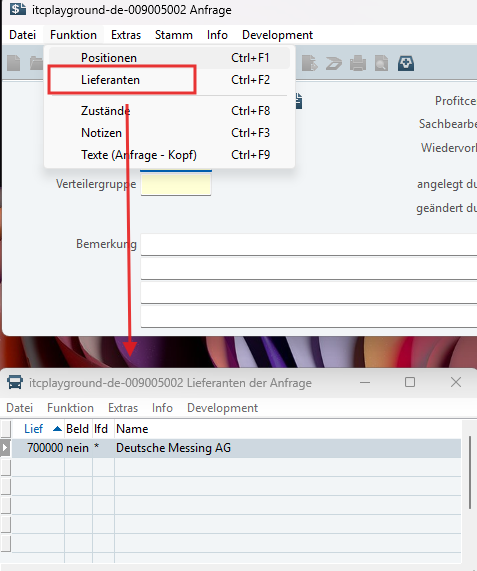 itcplayground-de-009005002 Anfrage
Datei Funktion Extras Stamm Info Development
Positionen Ctrl+F1
Lieferanten Ctrl+F2
Zustände Ctrl+F8
Notizen Ctrl+F3
Texte (Anfrage - Kopf) Ctrl+F9
Profitce
Sachbearbe
Wiedervorl
Verteilergruppe angelegt du
geändert du
Bemerkung
itcplayground-de-009005002 Lieferanten der Anfrage
Datei Funktion Extras Info Development
Lief Beld lfd Name
700000 nein * Deutsche Messing AG